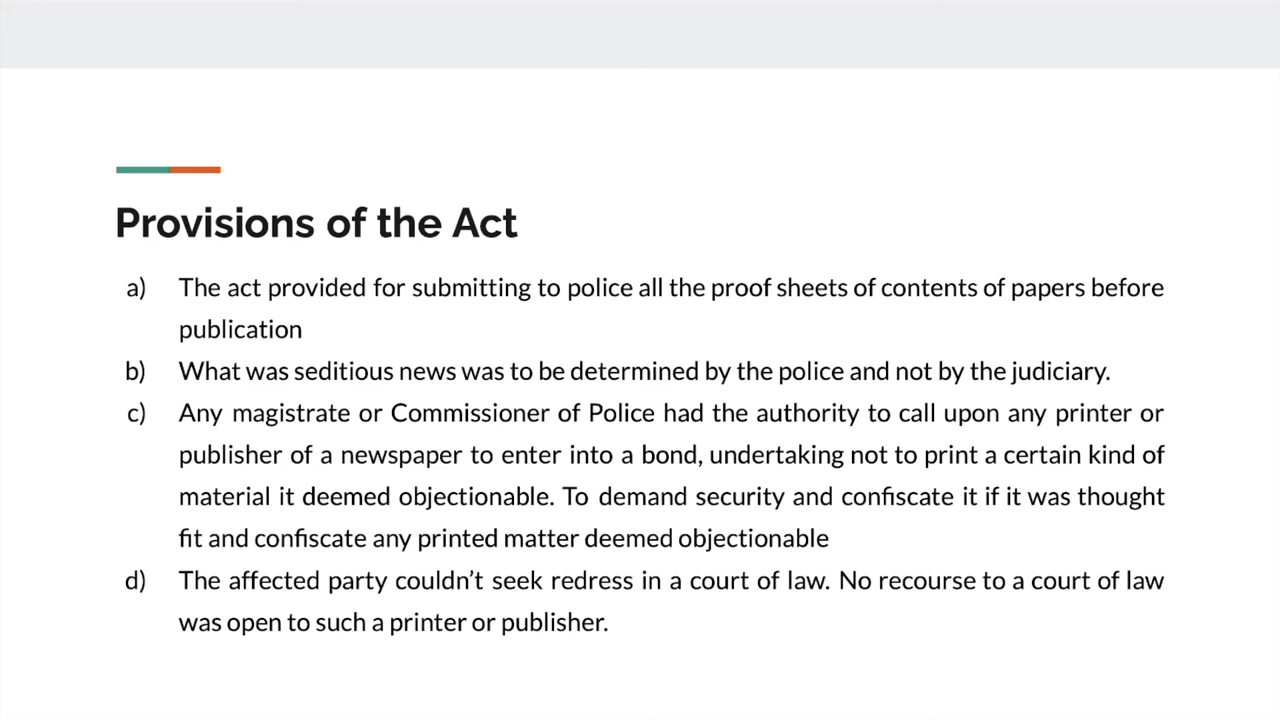 Provisions of the Act
a) The act provided for submitting to police all the proof sheets of contents of papers before
publication
b) What was seditious news was to be determined by the police and not by the judiciary.
c) Any magistrate or Commissioner of Police had the authority to call upon any printer or
publisher of a newspaper to enter into a bond, undertaking not to print a certain kind of
material it deemed objectionable. To demand security and confiscate it if it was thought
fit and confiscate any printed matter deemed objectionable
d) The affected party couldn’t seek redress in a court of law. No recourse to a court of law
was open to such a printer or publisher.